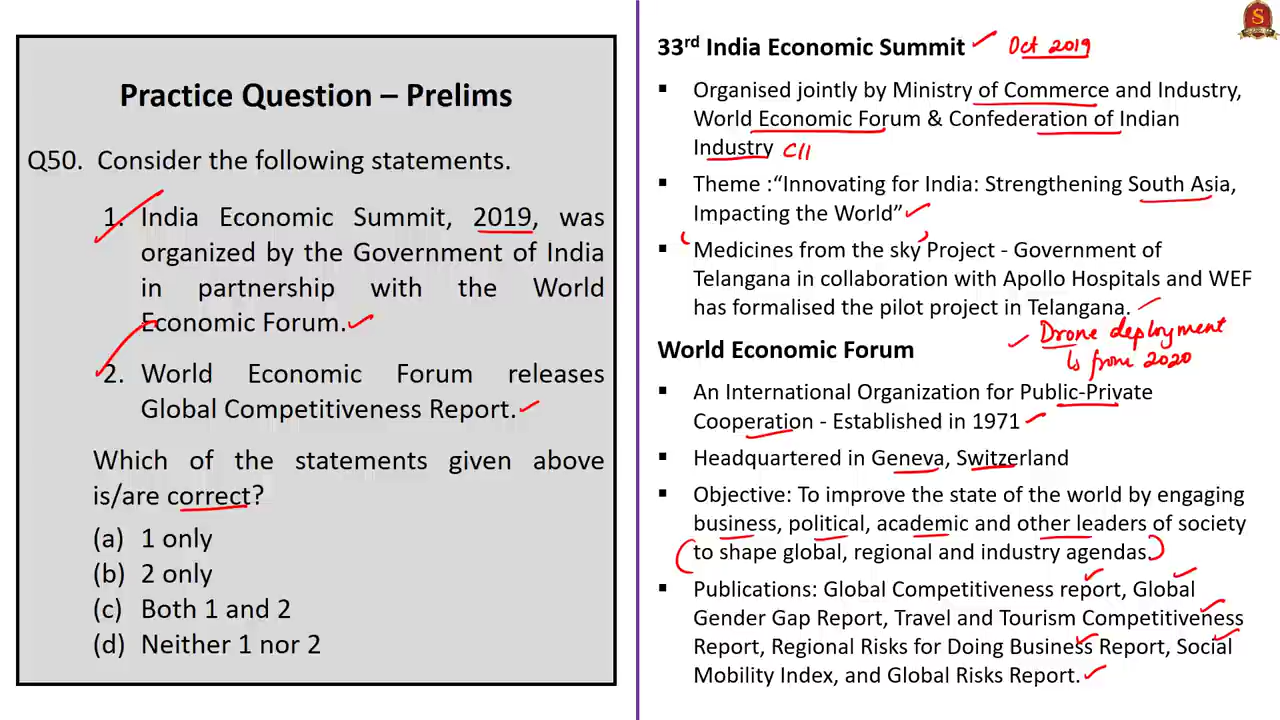 Practice Question – Prelims
Q50. Consider the following statements.
1. India Economic Summit, 2019, was
organized by the Government of India
in partnership with the World
Economic Forum.
2. World Economic Forum releases
Global Competitiveness Report.
Which of the statements given above
is/are correct?
(a) 1 only
(b) 2 only
(c) Both 1 and 2
(d) Neither 1 nor 2
33rd India Economic Summit Oct 2019
▪ Organised jointly by Ministry of Commerce and Industry,
World Economic Forum & Confederation of Indian
Industry CII
▪ Theme :“Innovating for India: Strengthening South Asia,
Impacting the World”
▪ ‘Medicines from the sky’ Project - Government of
Telangana in collaboration with Apollo Hospitals and WEF
has formalised the pilot project in Telangana.
Drone deployment
↳ from 2020
World Economic Forum
▪ An International Organization for Public-Private
Cooperation - Established in 1971
▪ Headquartered in Geneva, Switzerland
▪ Objective: To improve the state of the world by engaging
business, political, academic and other leaders of society
(to shape global, regional and industry agendas.)
▪ Publications: Global Competitiveness report, Global
Gender Gap Report, Travel and Tourism Competitiveness
Report, Regional Risks for Doing Business Report, Social
Mobility Index, and Global Risks Report.